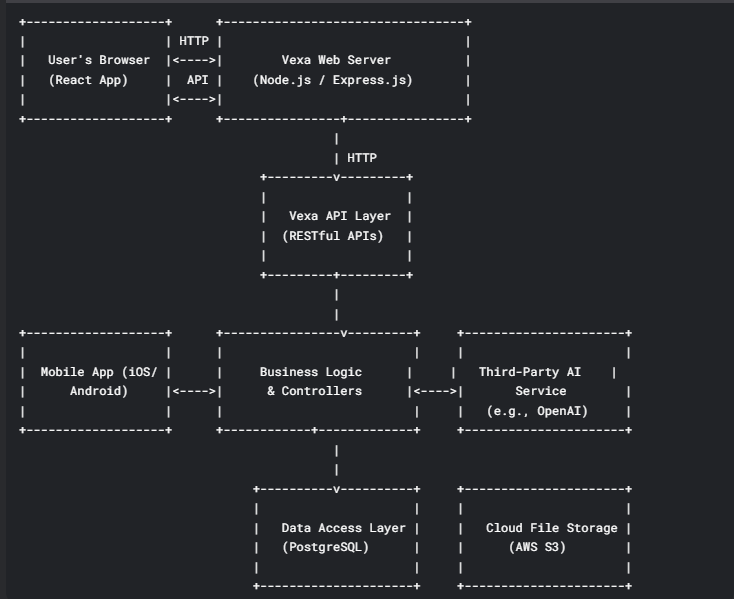 HTTP
User's Browser
Vexa Web Server
(React App)
API
(Node.js / Express.js)
HTTP
Vexa API Layer
(RESTful APIs)
Mobile App (iOS/
Business Logic
Third-Party AI
Android)
& Controllers
Service
(e.g., OpenAI)
Data Access Layer
Cloud File Storage
(PostgreSQL)
(AWS S3)